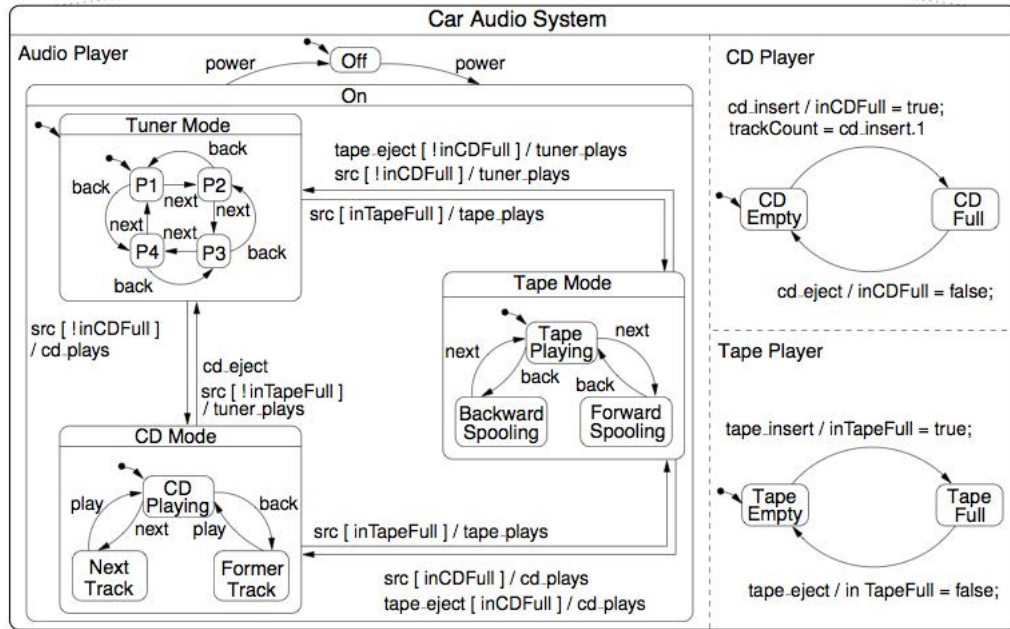 Car Audio System
Audio Player
power
Off
power
On
Tuner Mode
back
back
P1
P2
next
next
next
next
P4
P3
back
back
tape_eject [ !inCDFull ] / tuner_plays
src [ !inCDFull ] / tuner_plays
src [ inTapeFull ] / tape_plays
src [ !inCDFull ]
/ cd_plays
cd_eject
src [ !inTapeFull ]
/ tuner_plays
Tape Mode
Tape
Playing
next
next
back
back
Backward
Spooling
Forward
Spooling
CD Mode
CD
Playing
play
back
next
play
Next
Track
Former
Track
src [ inTapeFull ] / tape_plays
src [ inCDFull ] / cd_plays
tape_eject [ inCDFull ] / cd_plays
CD Player
cd_insert / inCDFull = true;
trackCount = cd_insert.1
CD
Empty
CD
Full
cd_eject / inCDFull = false;
Tape Player
tape_insert / inTapeFull = true;
Tape
Empty
Tape
Full
tape_eject / in TapeFull = false;